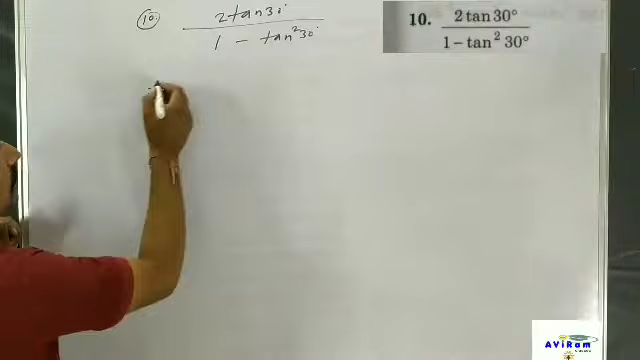 10.
2tan30°
1 - tan²30°
10. 2 tan 30°
1 – tan² 30°
AViRam